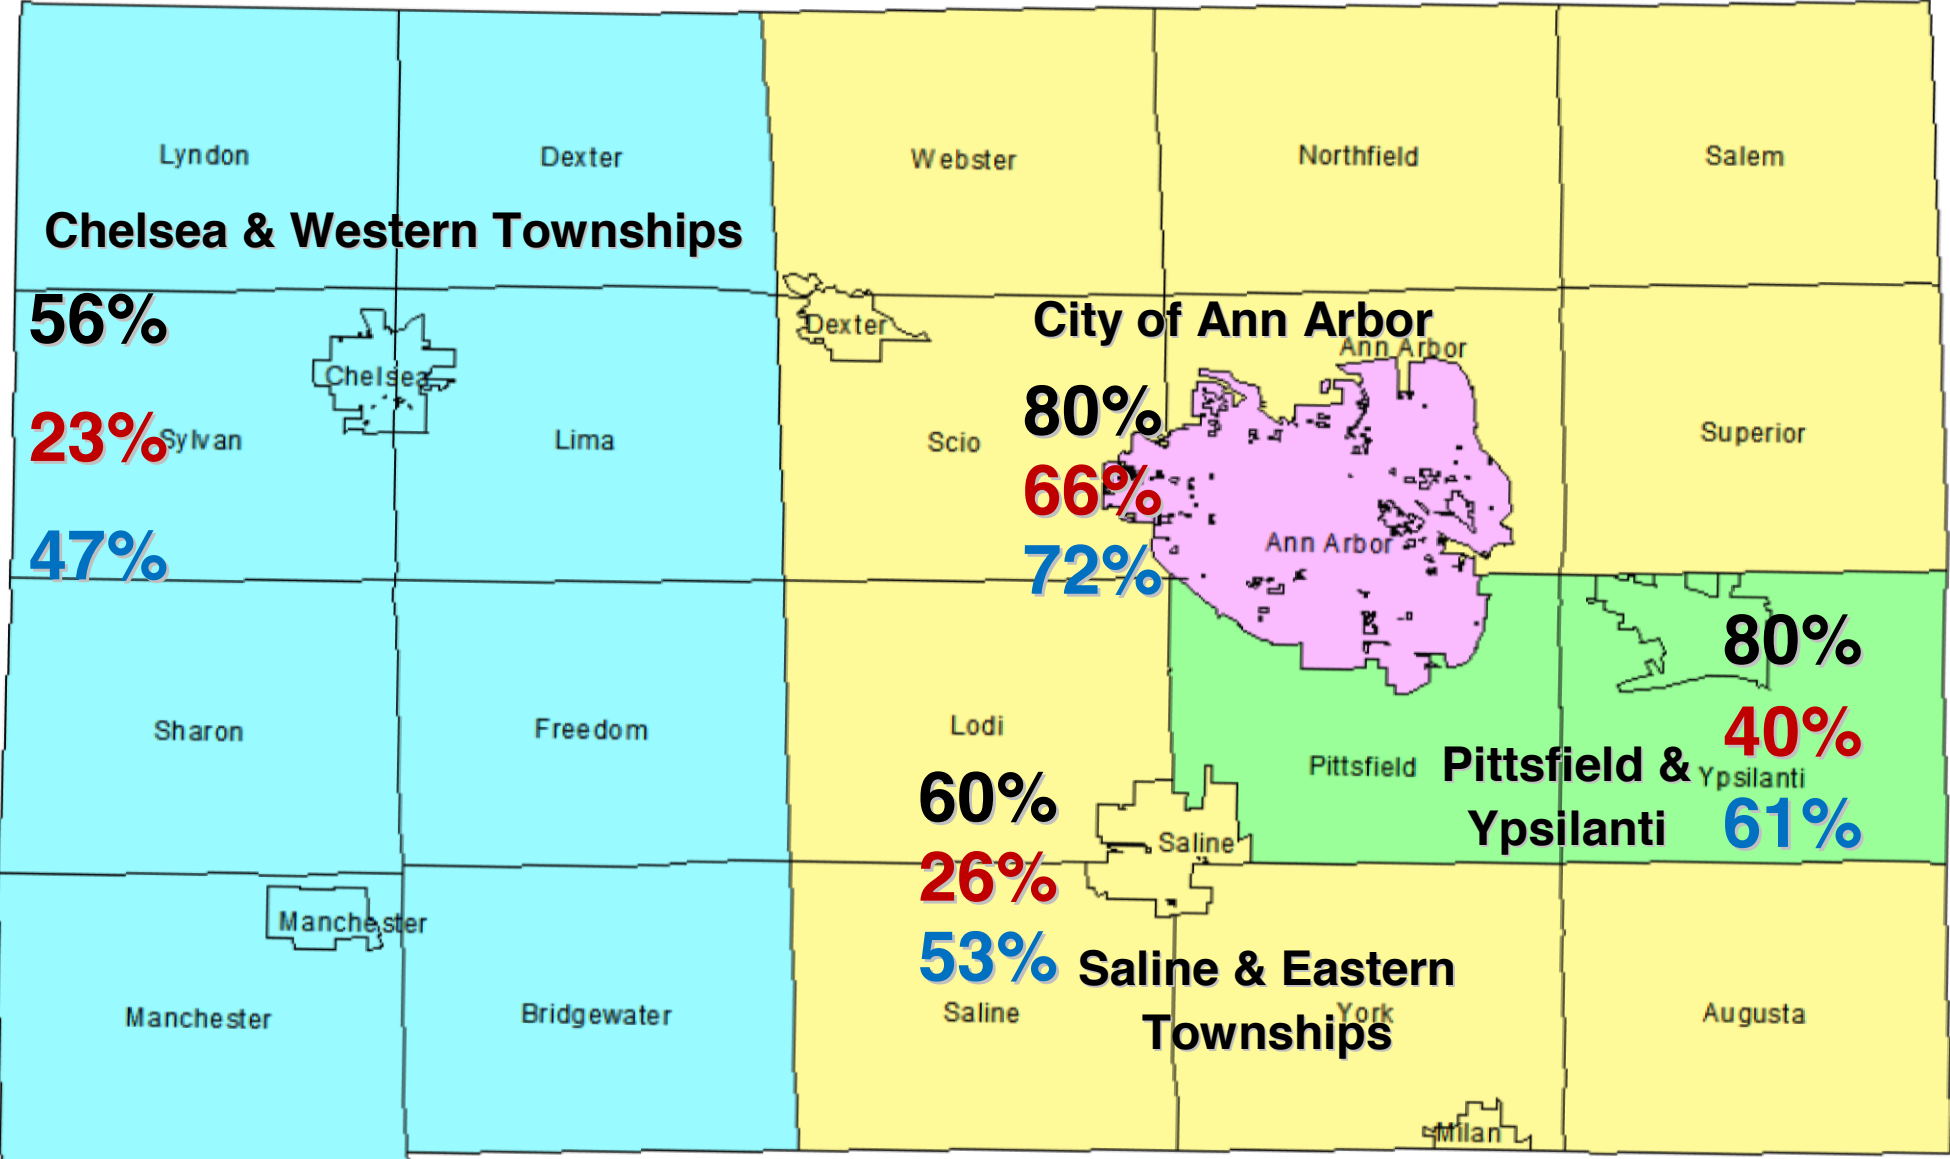 Lyndon
Dexter
Webster
Northfield
Salem
Chelsea & Western Townships
56%
23%
47%
Chelsea
Sylvan
Lima
Dexter
Scio
City of Ann Arbor
Ann Arbor
80%
66%
72%
Ann Arbor
Superior
Sharon
Freedom
Lodi
60%
26%
53%
Saline
Pittsfield
Pittsfield &
Ypsilanti
80%
40%
Ypsilanti
61%
Manchester
Manchester
Bridgewater
Saline
Saline & Eastern
Townships
York
Augusta
Milan